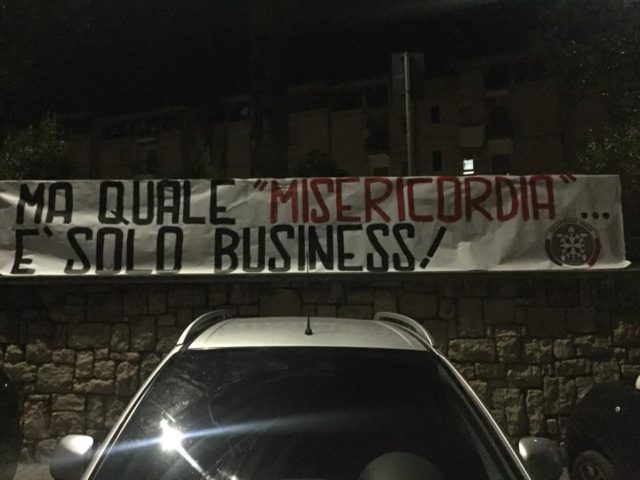 MA QUALE "MISERICORDIA"...
E' SOLO BUSINESS!